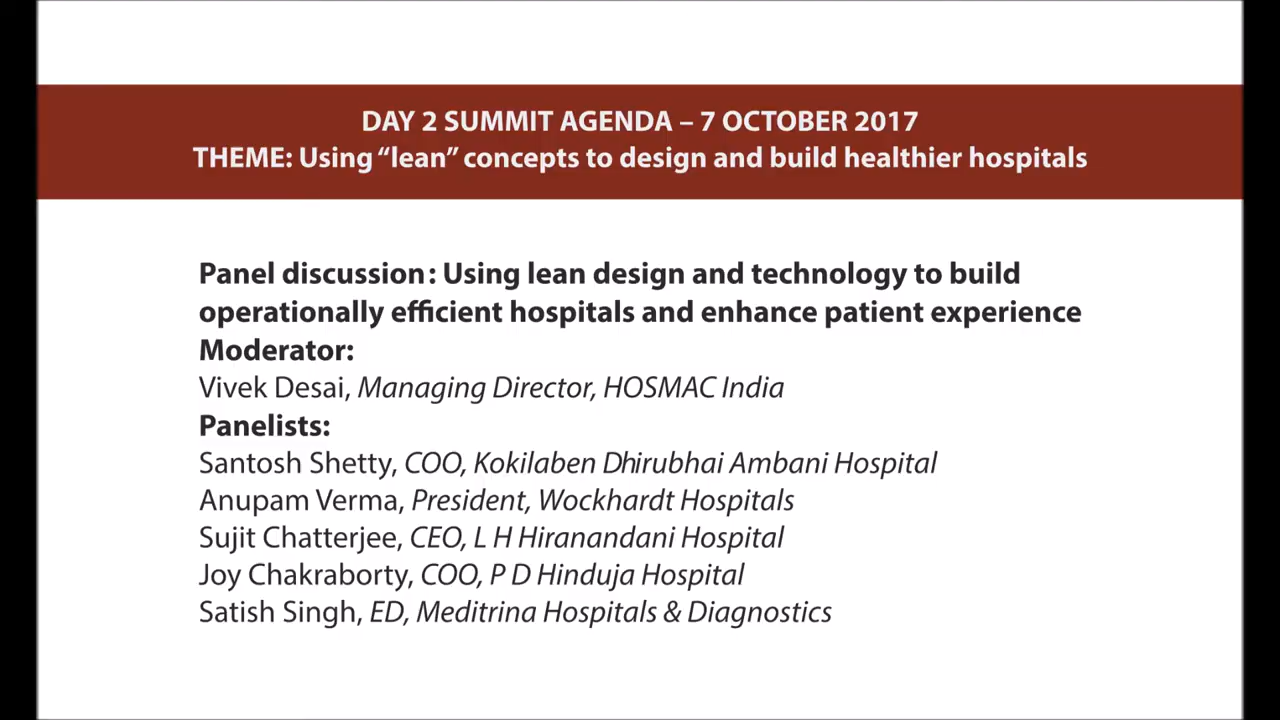 DAY 2 SUMMIT AGENDA – 7 OCTOBER 2017
THEME: Using “lean” concepts to design and build healthier hospitals
Panel discussion: Using lean design and technology to build
operationally efficient hospitals and enhance patient experience
Moderator:
Vivek Desai, Managing Director, HOSMAC India
Panelists:
Santosh Shetty, COO, Kokilaben Dhirubhai Ambani Hospital
Anupam Verma, President, Wockhardt Hospitals
Sujit Chatterjee, CEO, L H Hiranandani Hospital
Joy Chakraborty, COO, P D Hinduja Hospital
Satish Singh, ED, Meditrina Hospitals & Diagnostics